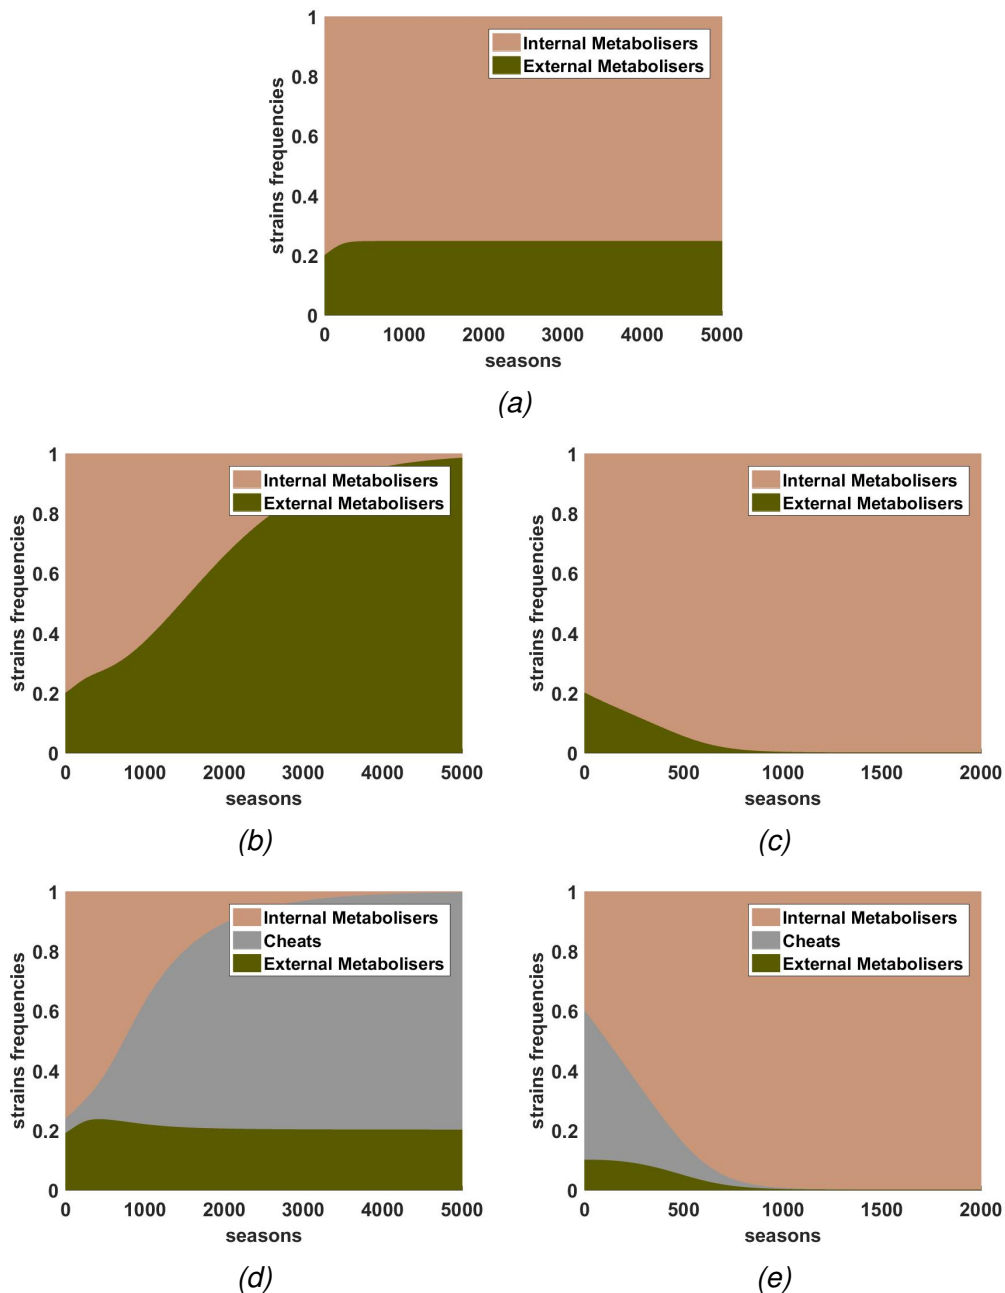 1
0.8
0.6
0.4
0.2
0
strains frequencies
Internal Metabolisers
External Metabolisers
0 1000 2000 3000 4000 5000
seasons
(a)
1
0.8
0.6
0.4
0.2
0
strains frequencies
Internal Metabolisers
External Metabolisers
0 1000 2000 3000 4000 5000
seasons
(b)
1
0.8
0.6
0.4
0.2
0
strains frequencies
Internal Metabolisers
External Metabolisers
0 500 1000 1500 2000
seasons
(c)
1
0.8
0.6
0.4
0.2
0
strains frequencies
Internal Metabolisers
Cheats
External Metabolisers
0 1000 2000 3000 4000 5000
seasons
(d)
1
0.8
0.6
0.4
0.2
0
strains frequencies
Internal Metabolisers
Cheats
External Metabolisers
0 500 1000 1500 2000
seasons
(e)